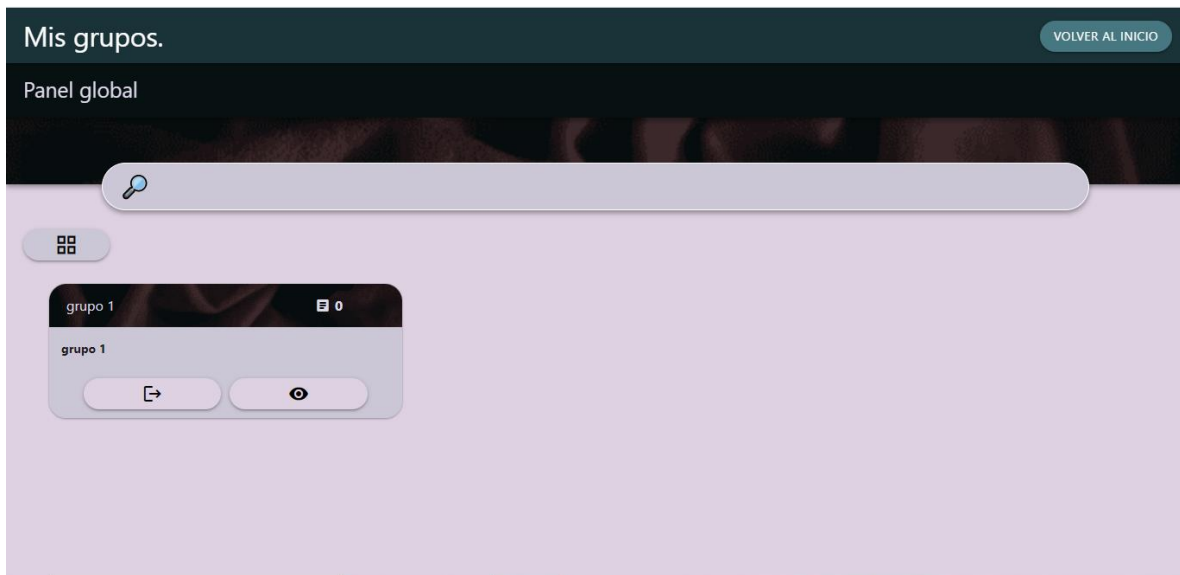 Mis grupos.
VOLVER AL INICIO
Panel global
grupo 1
0
grupo 1